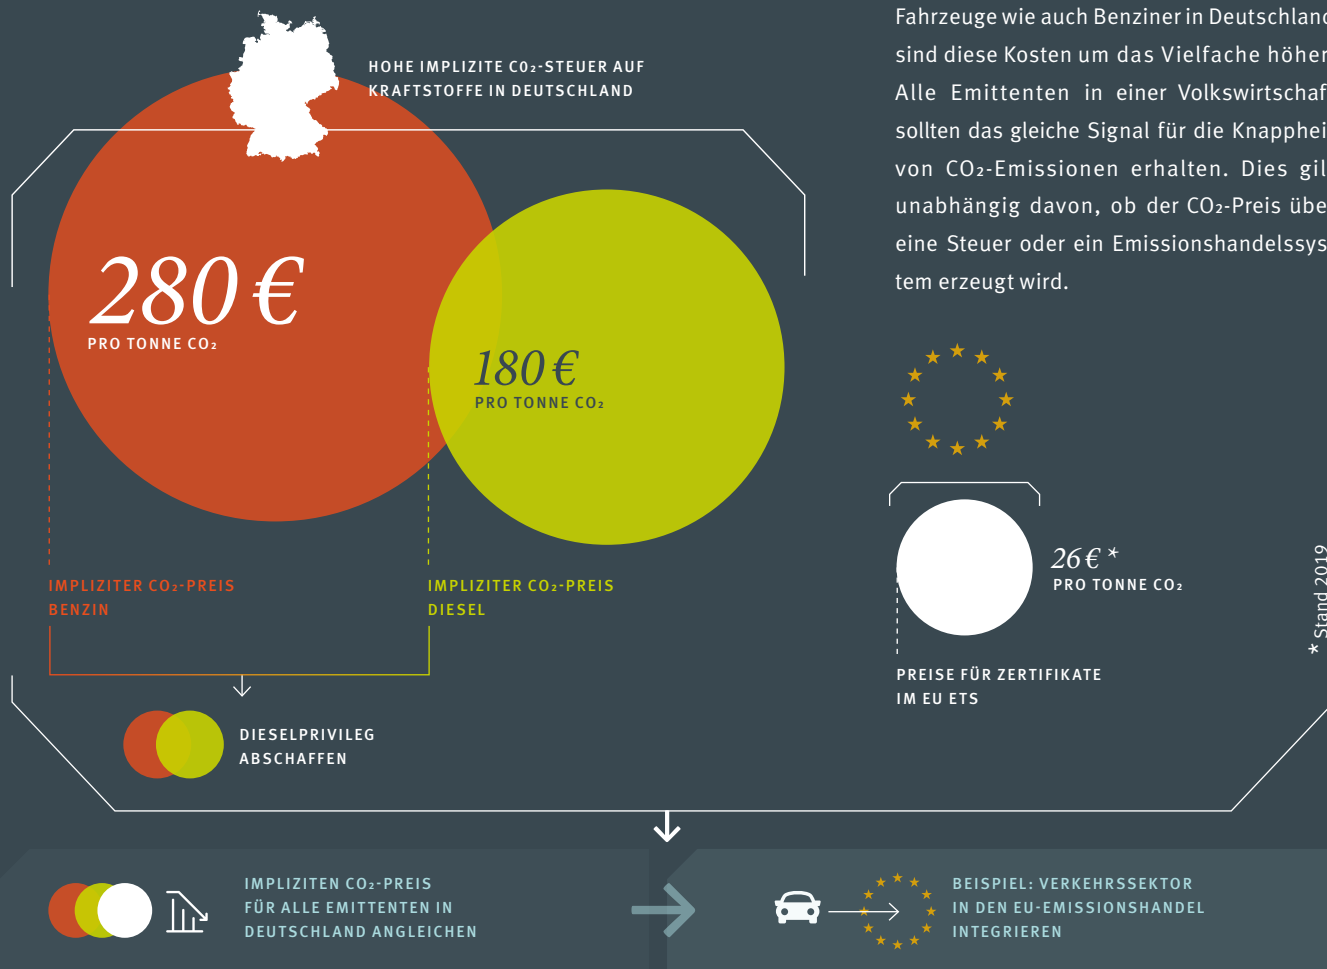 HOHE IMPLIZITE CO₂-STEUER AUF
KRAFTSTOFFE IN DEUTSCHLAND
280 €
PRO TONNE CO₂
180 €
PRO TONNE CO₂
IMPLIZITER CO₂-PREIS
BENZIN
IMPLIZITER CO₂-PREIS
DIESEL
DIESELPRIVILEG
ABSCHAFFEN
Fahrzeuge wie auch Benziner in Deutschland
sind diese Kosten um das Vielfache höher
Alle Emittenten in einer Volkswirtschaf
sollten das gleiche Signal für die Knapphei
von CO₂-Emissionen erhalten. Dies gil
unabhängig davon, ob der CO₂-Preis übe
eine Steuer oder ein Emissionshandelssys
tem erzeugt wird.
26 € *
PRO TONNE CO₂
PREISE FÜR ZERTIFIKATE
IM EU ETS
* Stand 2019
IMPLIZITEN CO₂-PREIS
FÜR ALLE EMITTENTEN IN
DEUTSCHLAND ANGLEICHEN
BEISPIEL: VERKEHRSSEKTOR
IN DEN EU-EMISSIONSHANDEL
INTEGRIEREN